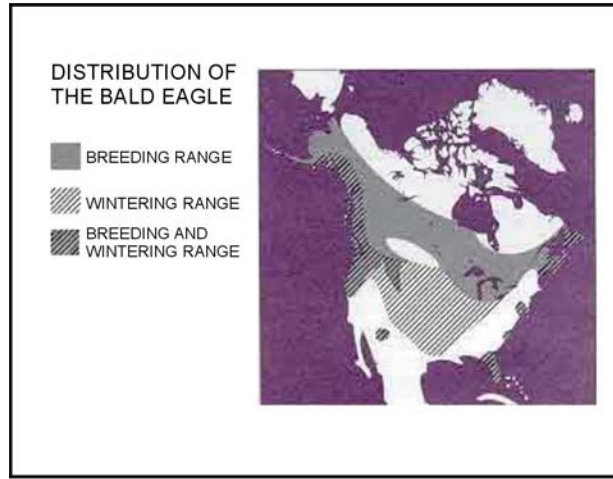 DISTRIBUTION OF
THE BALD EAGLE
BREEDING RANGE
WINTERING RANGE
BREEDING AND
WINTERING RANGE